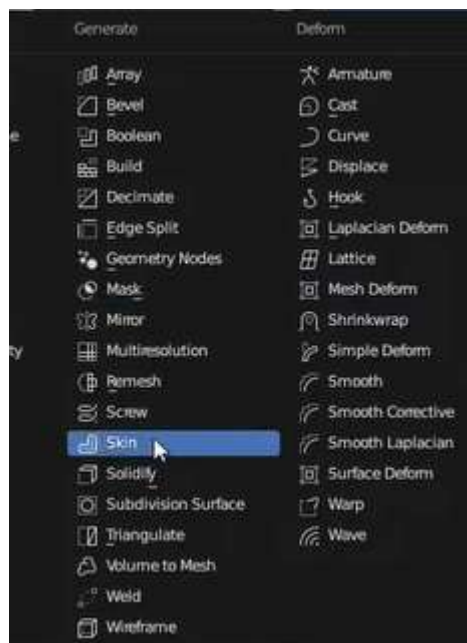 Generate
Array
Bevel
Boolean
Build
Decimate
Edge Split
Geometry Nodes
Mask
Mirror
Multiresolution
Remesh
Screw
Skin
Solidify
Subdivision Surface
Triangulate
Volume to Mesh
Weld
Wireframe
Deform
Armature
Cast
Curve
Displace
Hook
Laplacian Deform
Lattice
Mesh Deform
Shrinkwrap
Simple Deform
Smooth
Smooth Corrective
Smooth Laplacian
Surface Deform
Warp
Wave